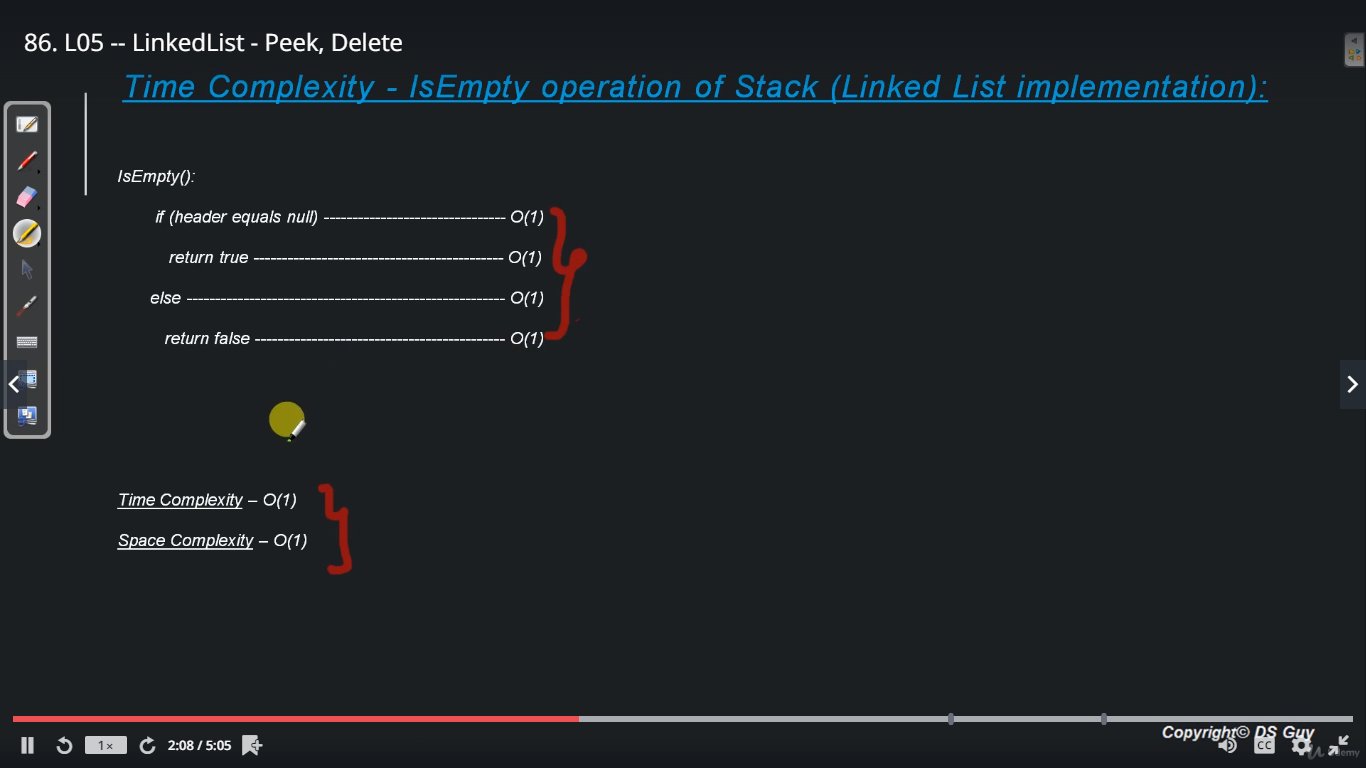 86. L05 -- LinkedList - Peek, Delete
Time Complexity - IsEmpty operation of Stack (Linked List implementation):
IsEmpty():
if (header equals null) -------------------------------- O(1)
return true -------------------------------------------- O(1)
else -------------------------------------------------------- O(1)
return false -------------------------------------------- O(1)
Time Complexity – O(1)
Space Complexity – O(1)
Copyright© DS Guy
1×
2:08 / 5:05
CC